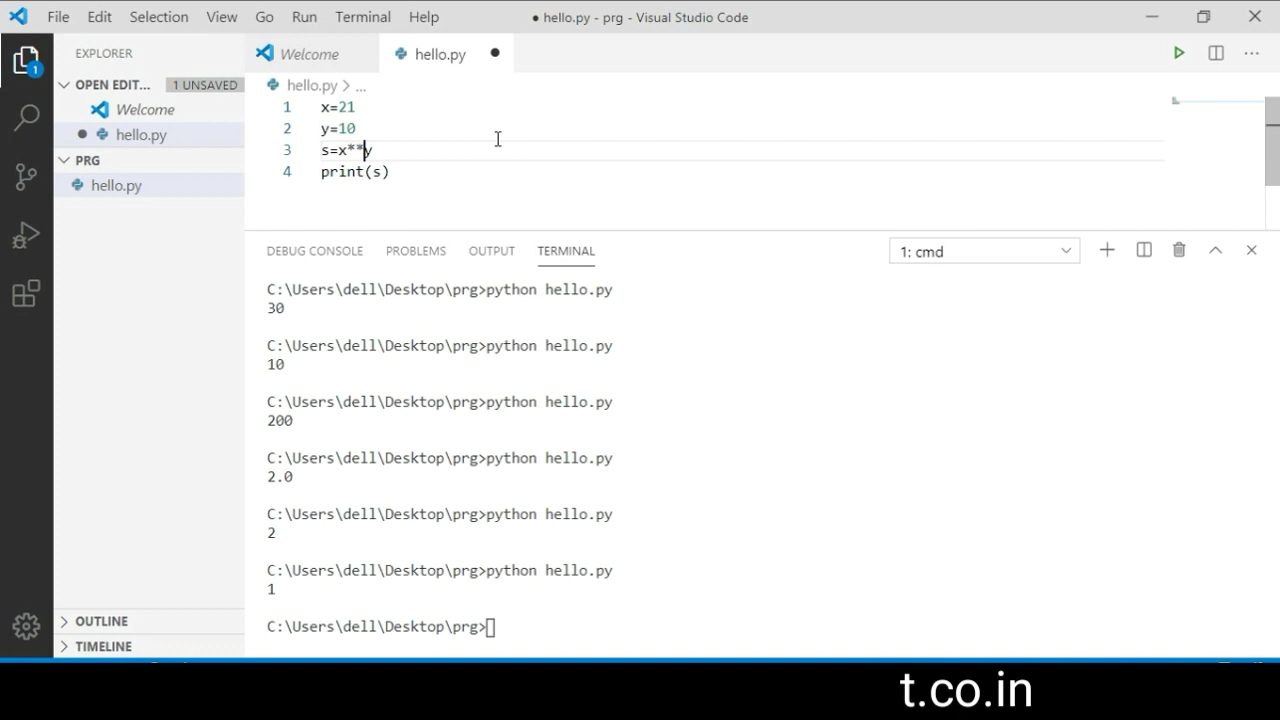 File Edit Selection View Go Run Terminal Help ● hello.py - prg - Visual Studio Code
EXPLORER
OPEN EDIT... 1 UNSAVED
Welcome
● hello.py
PRG
hello.py
OUTLINE
TIMELINE
1
Welcome hello.py ●
hello.py > ...
1 x=21
2 y=10
3 s=x**y
4 print(s)
DEBUG CONSOLE PROBLEMS OUTPUT TERMINAL 1: cmd
C:\Users\dell\Desktop\prg>python hello.py
30
C:\Users\dell\Desktop\prg>python hello.py
10
C:\Users\dell\Desktop\prg>python hello.py
200
C:\Users\dell\Desktop\prg>python hello.py
2.0
C:\Users\dell\Desktop\prg>python hello.py
2
C:\Users\dell\Desktop\prg>python hello.py
1
C:\Users\dell\Desktop\prg>
t.co.in